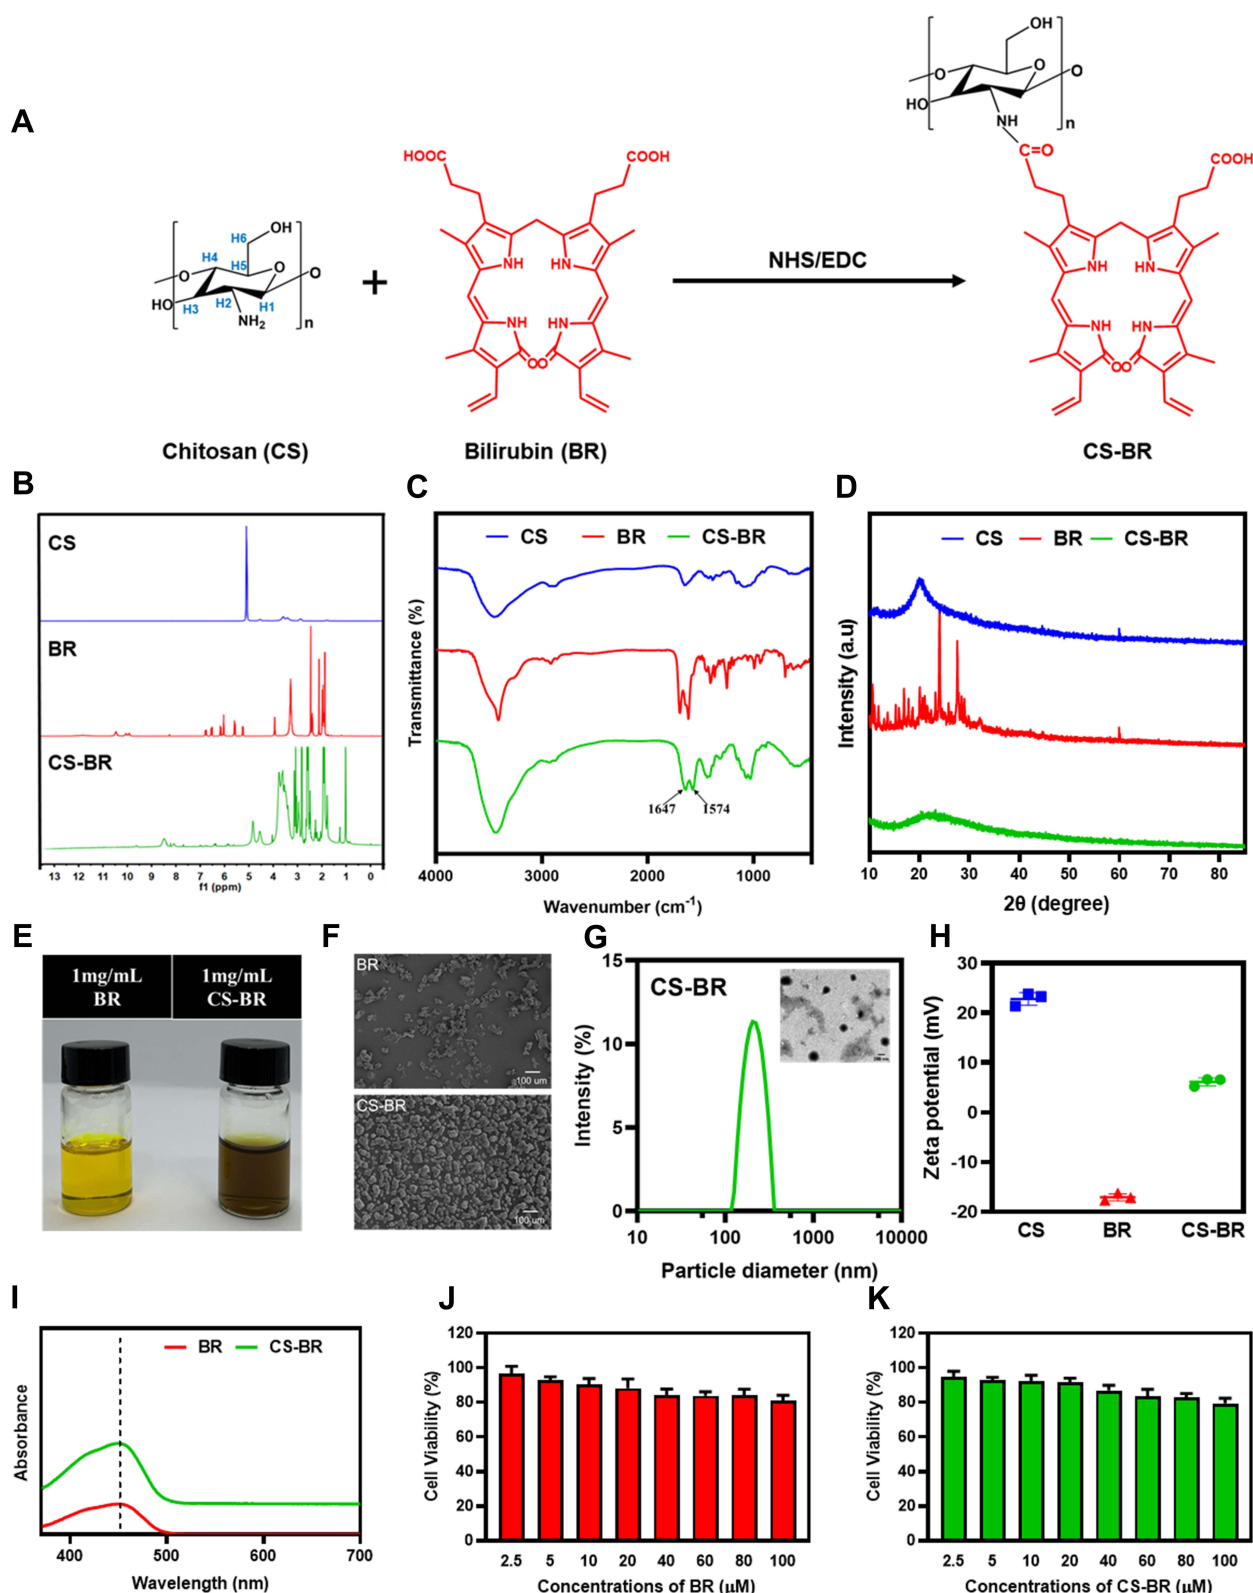 A
OH
O
O
O
HO
NH
n
C=O
HOOC
COOH
COOH
NH
HN
NH
HN
O
O
H6
OH
H4
H5
O
O
O
HO
H3
H2
H1
NH2
n
+
NHS/EDC
NH
HN
NH
HN
O
O
Chitosan (CS)
Bilirubin (BR)
CS-BR
B
CS
BR
CS-BR
13 12 11 10 9 8 7 6 5 4 3 2 1 0
f1 (ppm)
C
CS BR CS-BR
Transmittance (%)
1647 1574
4000 3000 2000 1000
Wavenumber (cm-1)
D
CS BR CS-BR
Intensity (a.u)
10 20 30 40 50 60 70 80
2θ (degree)
E
1mg/mL
BR
1mg/mL
CS-BR
F
BR
100 um
CS-BR
100 um
G
CS-BR
Intensity (%)
15
10
5
0
10 100 1000 10000
Particle diameter (nm)
H
Zeta potential (mV)
30
20
10
0
-10
-20
CS BR CS-BR
I
BR CS-BR
Absorbance
400 500 600 700
Wavelength (nm)
J
Cell Viability (%)
120
100
80
60
40
20
0
2.5 5 10 20 40 60 80 100
Concentrations of BR (μM)
K
Cell Viability (%)
120
100
80
60
40
20
0
2.5 5 10 20 40 60 80 100
Concentrations of CS-BR (μM)